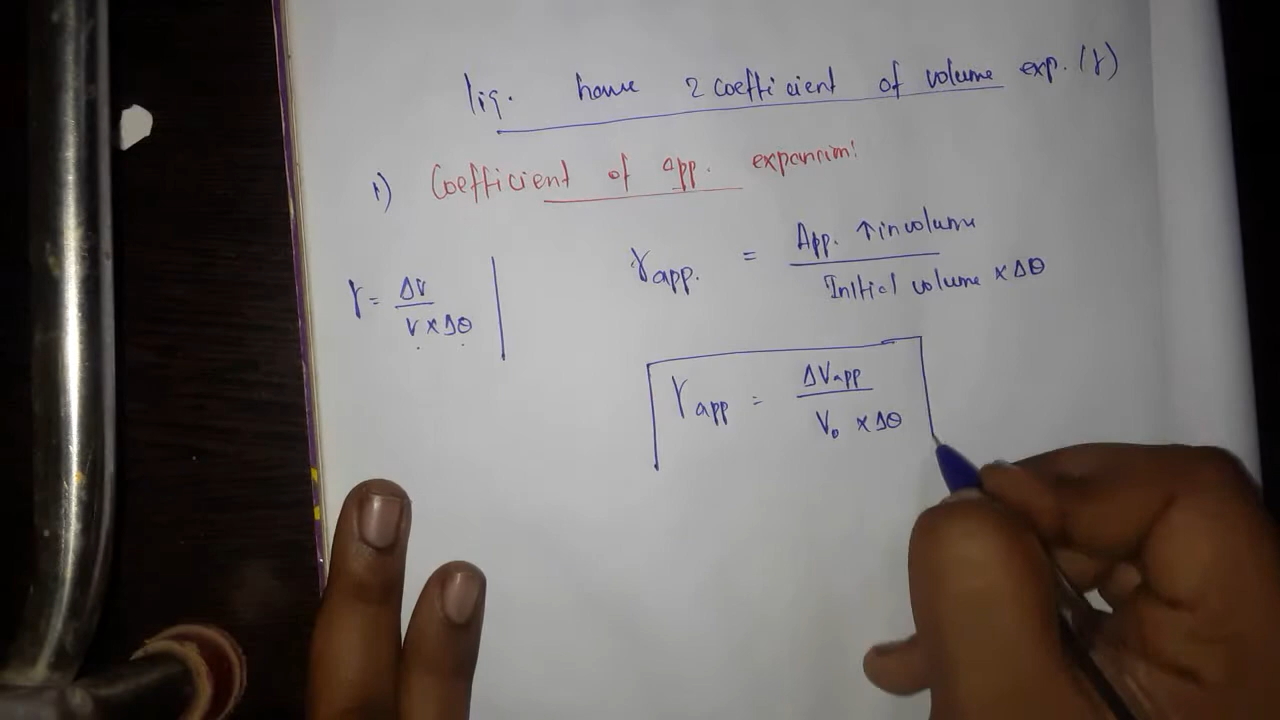 liq. have 2 coefficient of volume exp. (γ)
1) Coefficient of app. expansion:
γapp. = App. ↑ in volume / Initial volume × Δθ
γ = ΔV / V × Δθ
γapp = ΔVapp / V₀ × Δθ